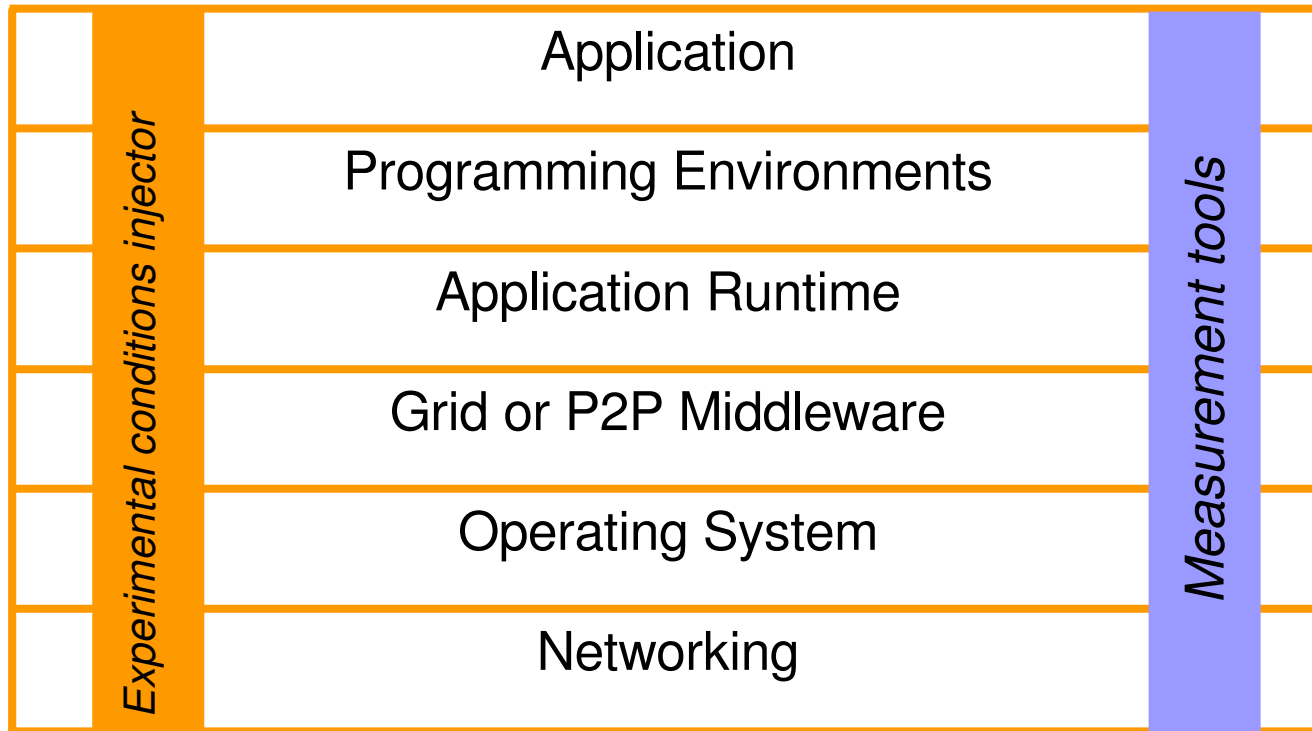 Application
Programming Environments
Application Runtime
Grid or P2P Middleware
Operating System
Networking
Experimental conditions injector
Measurement tools